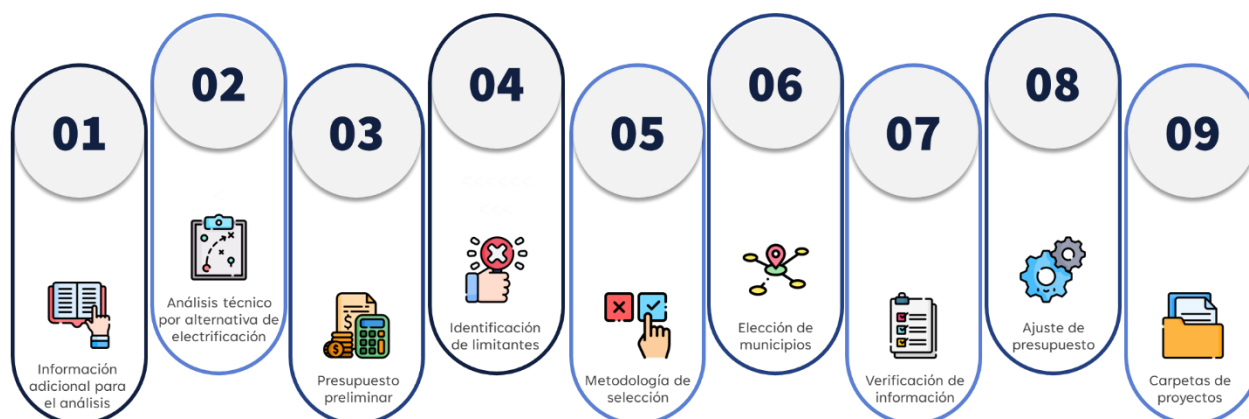 01
Información
adicional para
el análisis
02
Análisis técnico
por alternativa de
electrificación
03
Presupuesto
preliminar
04
Identificación
de limitantes
05
Metodología de
selección
06
Elección de
municipios
07
Verificación de
información
08
Ajuste de
presupuesto
09
Carpetas de
proyectos